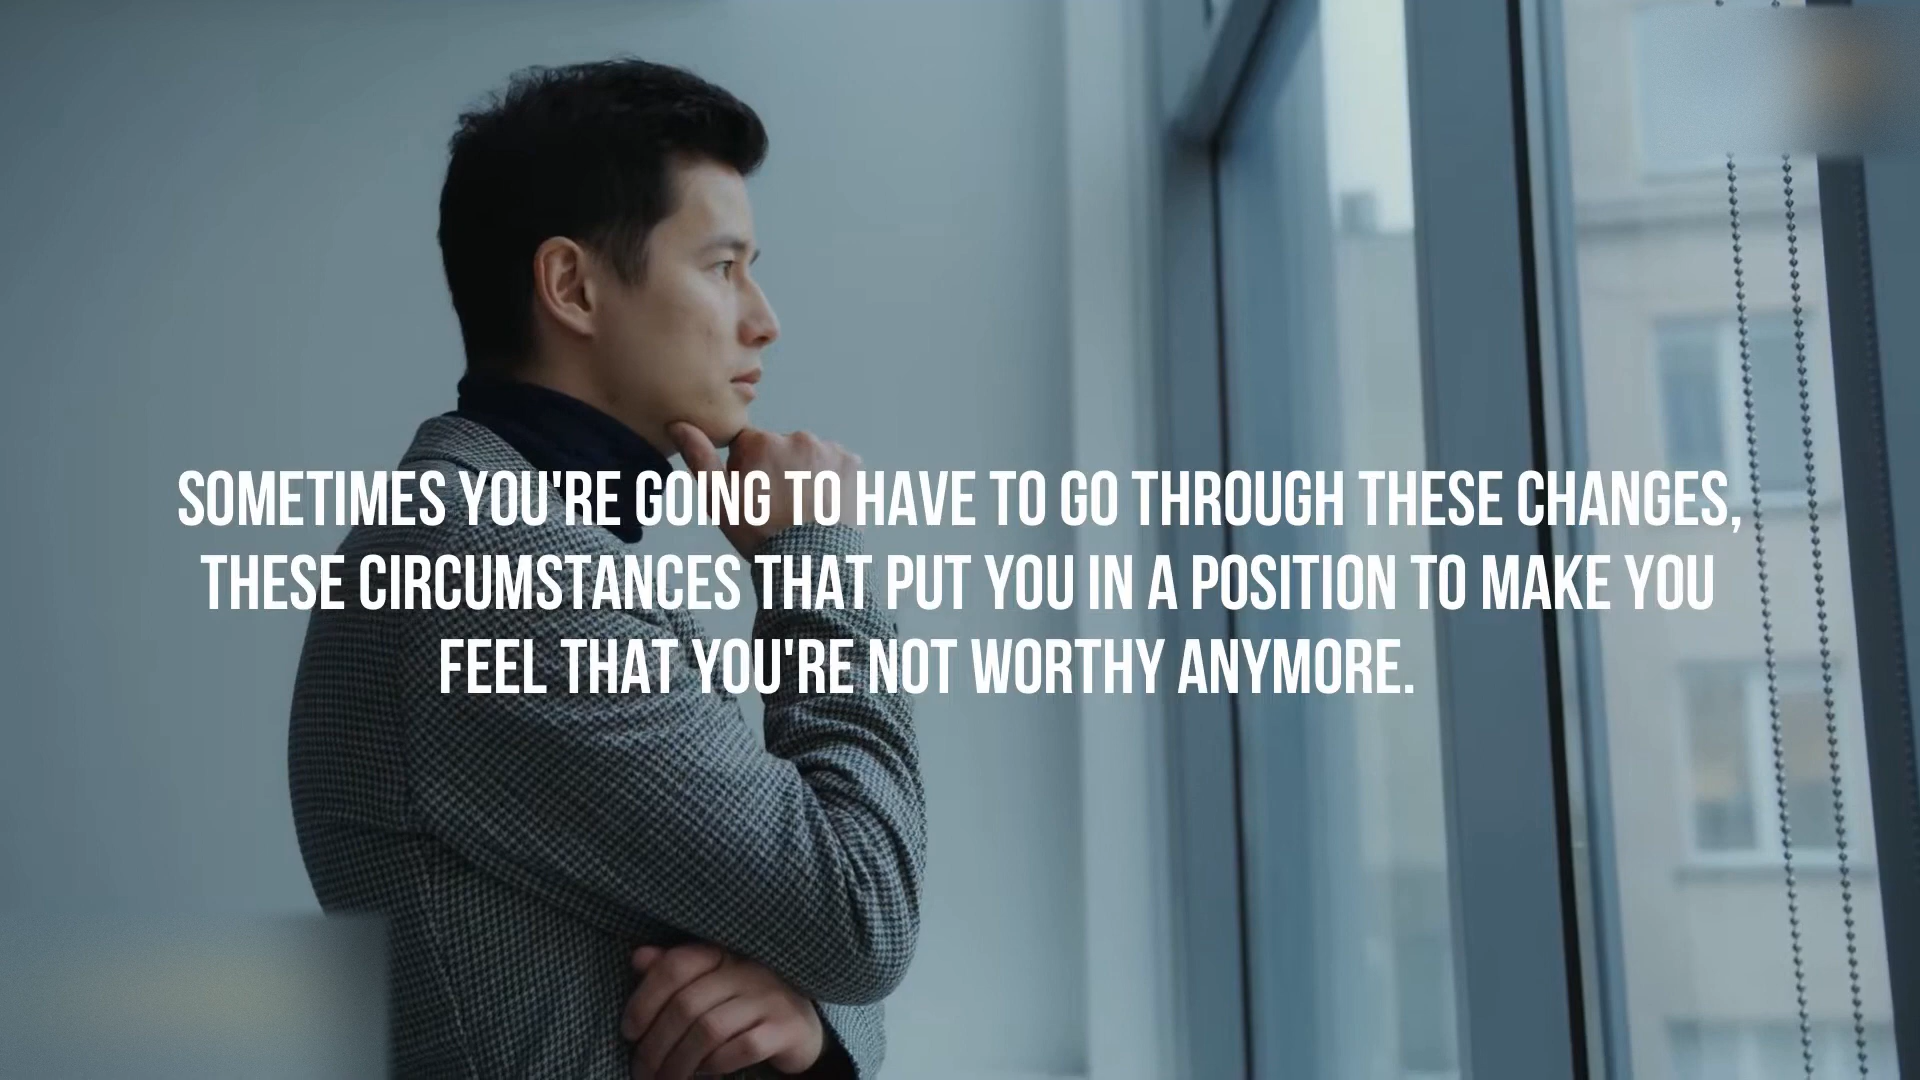 SOMETIMES YOU'RE GOING TO HAVE TO GO THROUGH THESE CHANGES,
THESE CIRCUMSTANCES THAT PUT YOU IN A POSITION TO MAKE YOU
FEEL THAT YOU'RE NOT WORTHY ANYMORE.